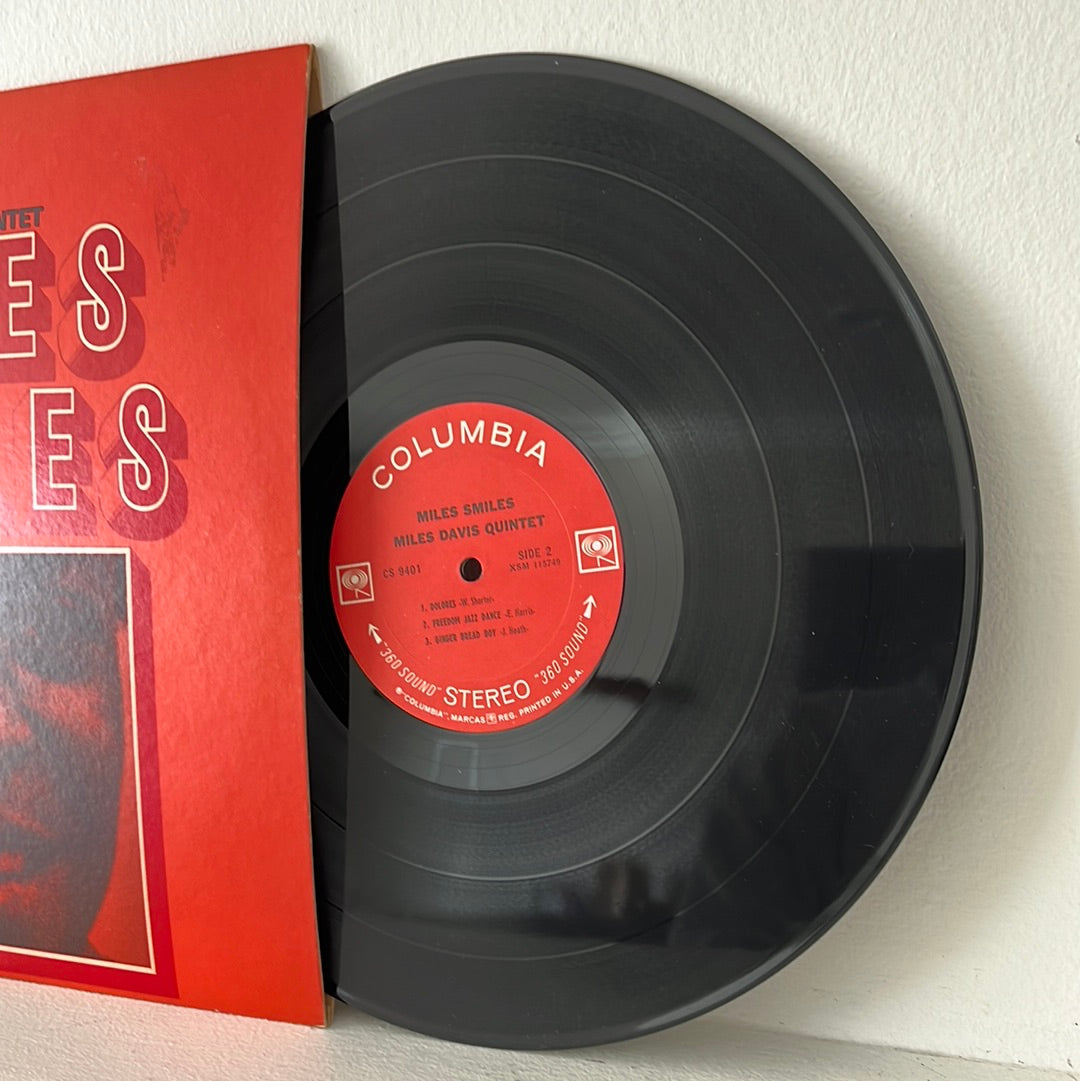 NTET
ES
ES
COLUMBIA
MILES SMILES
MILES DAVIS QUINTET
CS 9401
SIDE 2
XSM 115749
1. DOLORES -W. Shorter-
2. FREEDOM JAZZ DANCE -E. Harris-
3. GINGER BREAD BOY -J. Heath-
"360 SOUND" STEREO "360 SOUND"
® "COLUMBIA", MARCAS REG. PRINTED IN U.S.A.